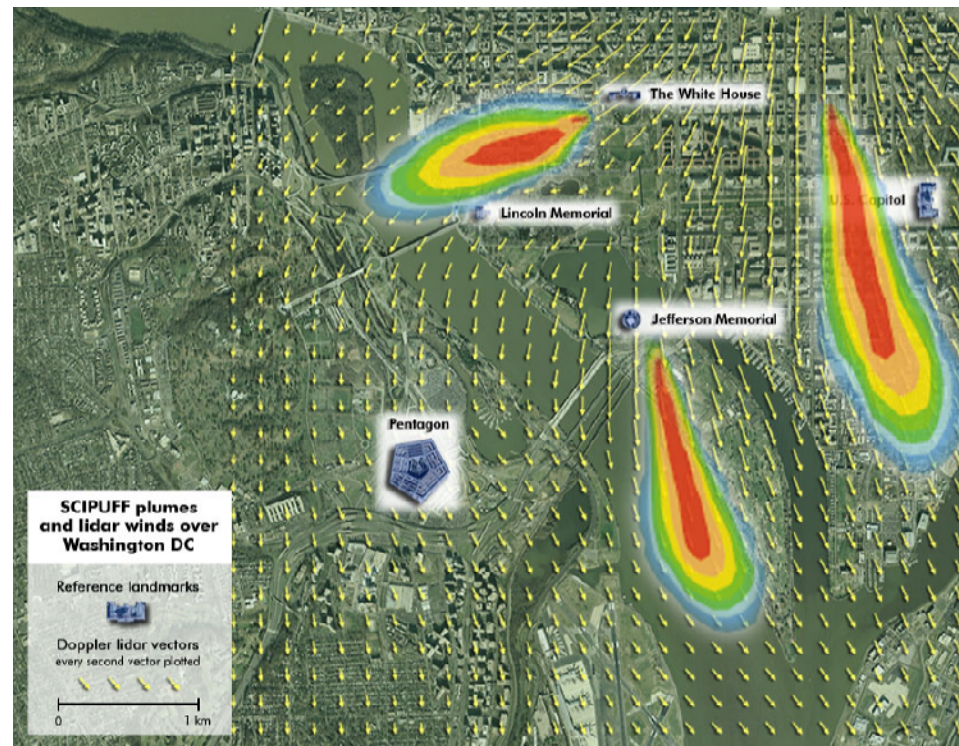 The White House
U.S. Capitol
Lincoln Memorial
Jefferson Memorial
Pentagon
SCIPUFF plumes
and lidar winds over
Washington DC
Reference landmarks
Doppler lidar vectors
every second vector plotted
0 1 km